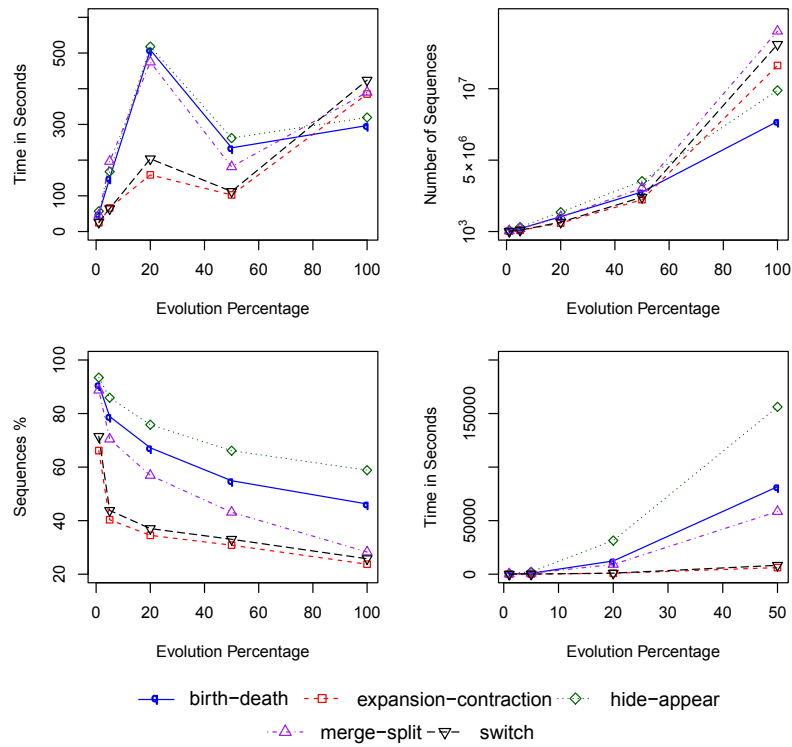 Time in Seconds
0 100 300 500
0 20 40 60 80 100
Evolution Percentage
Number of Sequences
10^3 5*10^6 10^7
0 20 40 60 80 100
Evolution Percentage
Sequences %
20 40 60 80 100
0 20 40 60 80 100
Evolution Percentage
Time in Seconds
0 50000 150000
0 10 20 30 40 50
Evolution Percentage
birth−death expansion−contraction hide−appear
merge−split switch